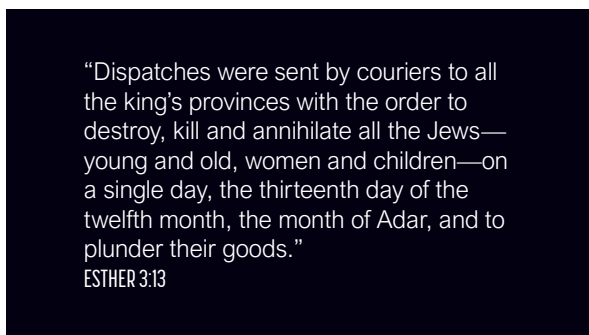 “Dispatches were sent by couriers to all
the king’s provinces with the order to
destroy, kill and annihilate all the Jews—
young and old, women and children—on
a single day, the thirteenth day of the
twelfth month, the month of Adar, and to
plunder their goods.”
ESTHER 3:13